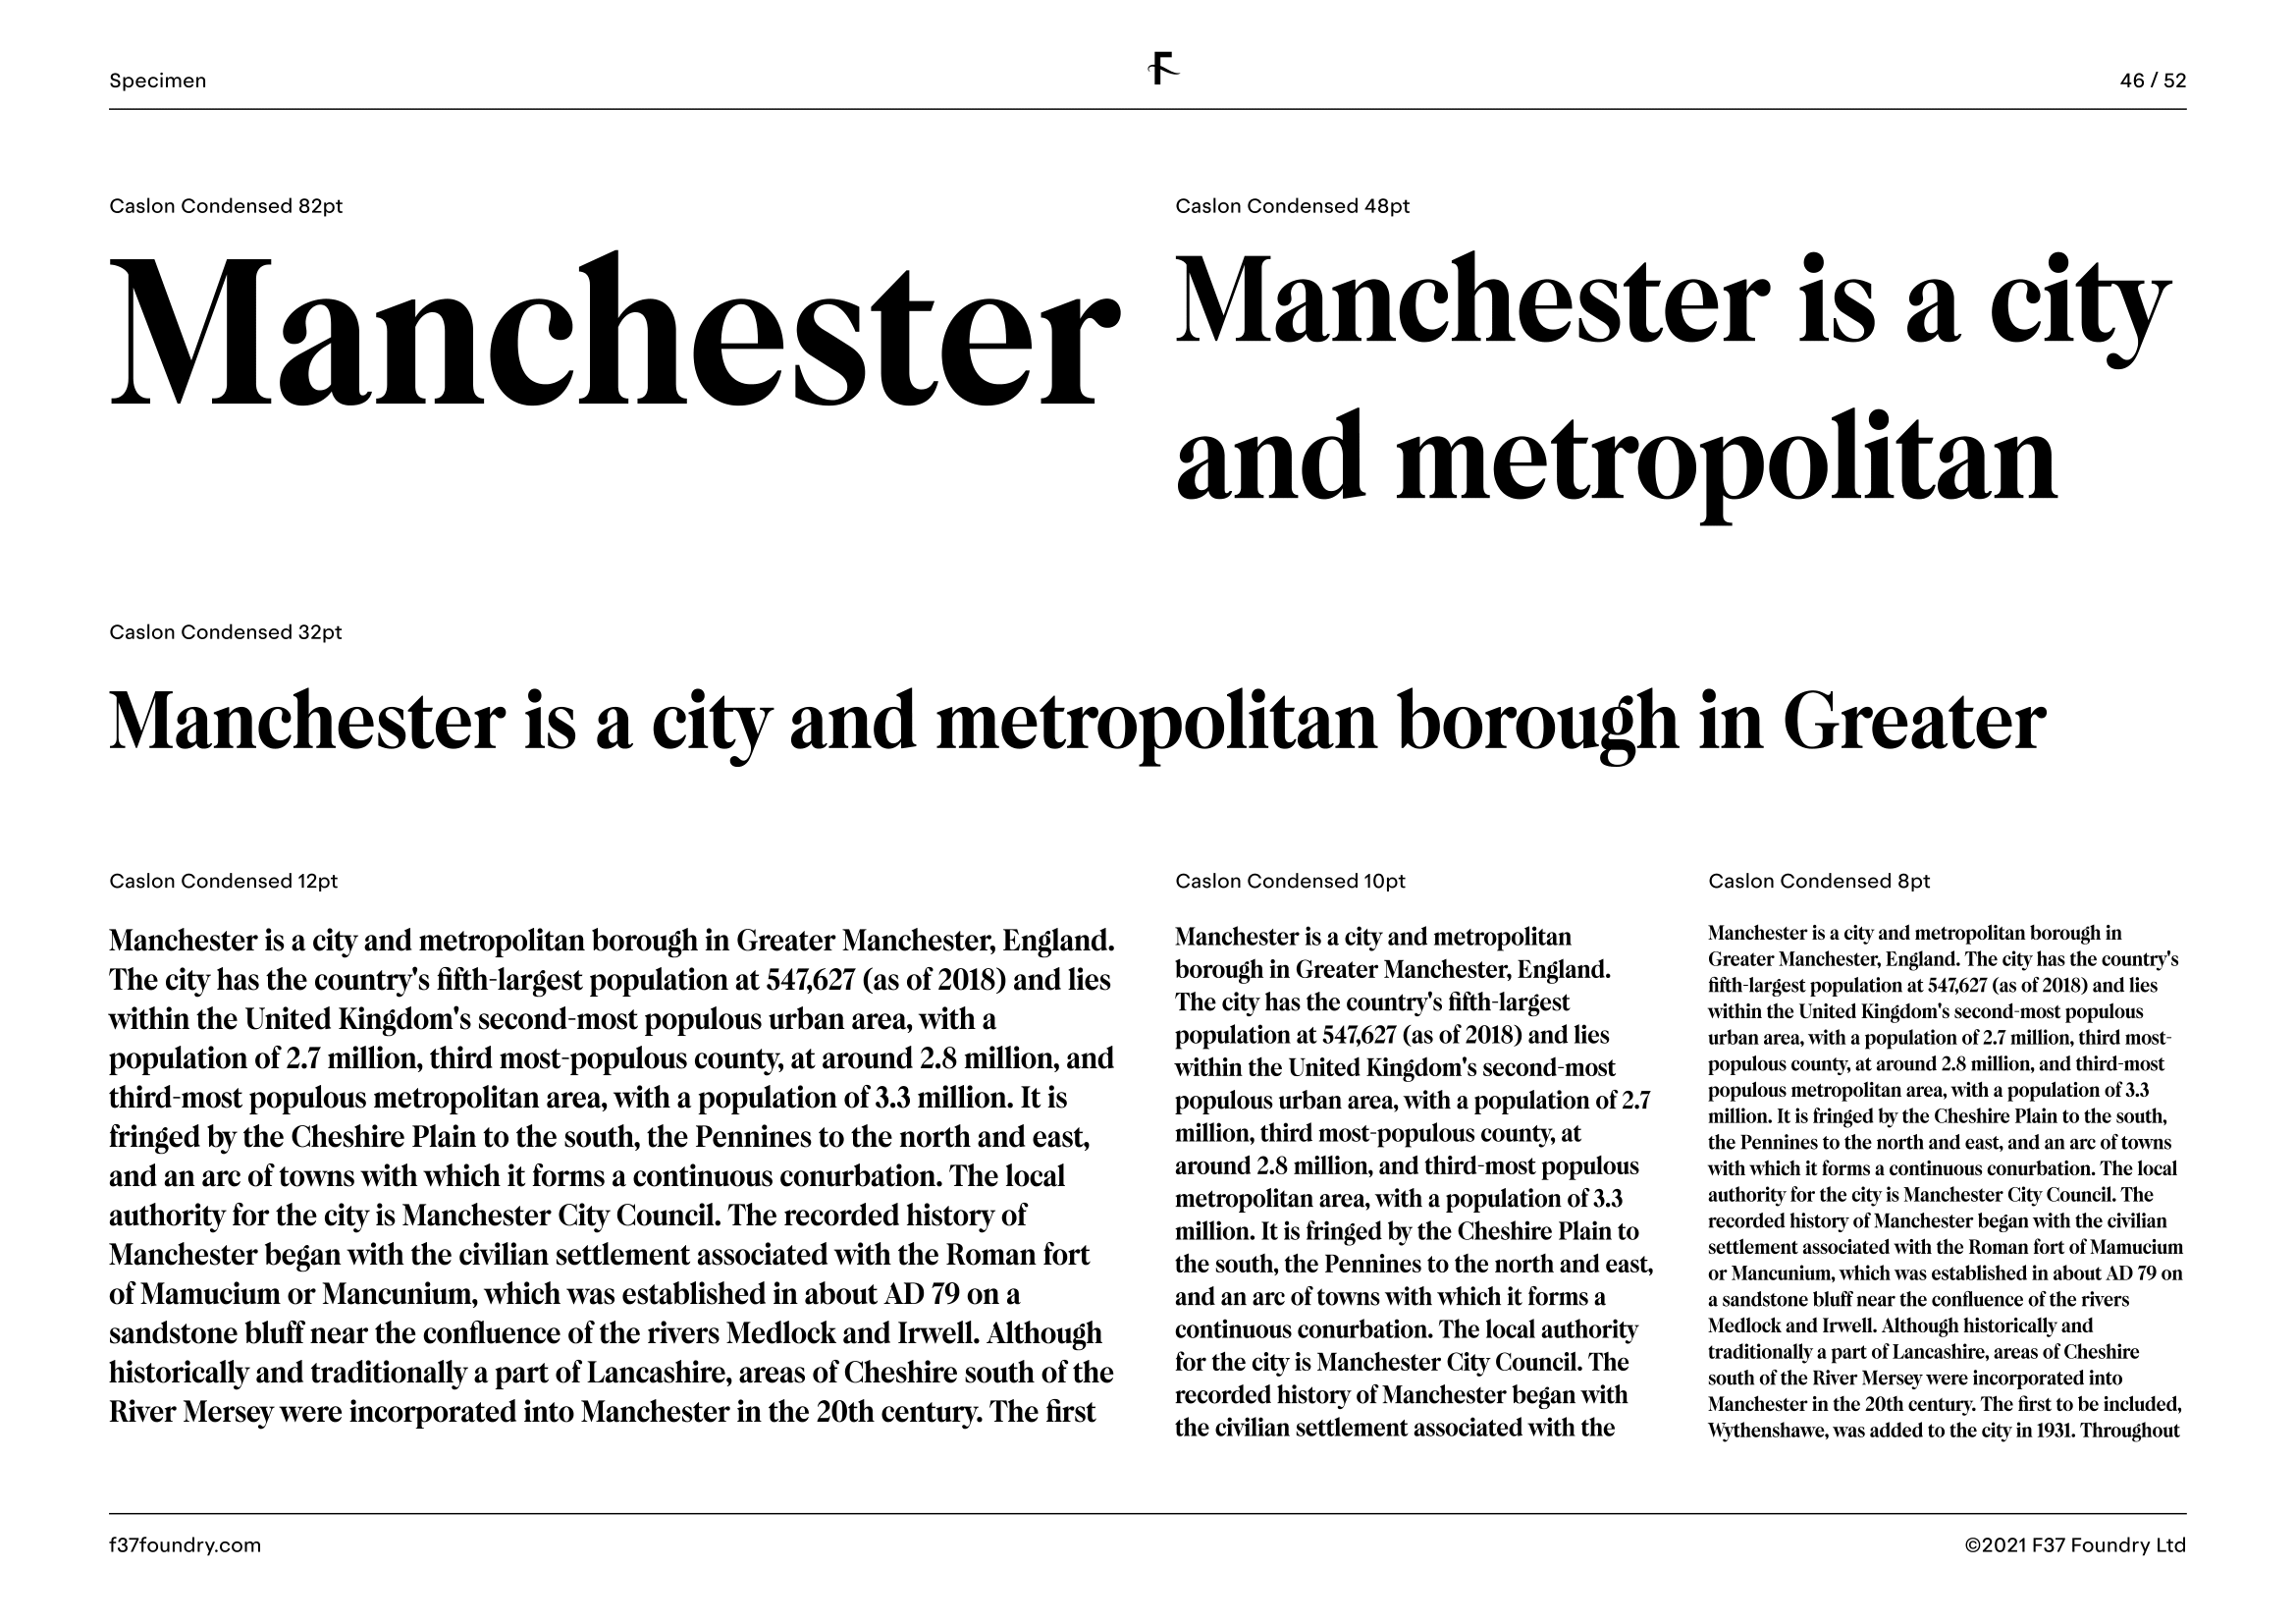 Specimen
F
46 / 52
Caslon Condensed 82pt
Manchester
Caslon Condensed 48pt
Manchester is a city
and metropolitan
Caslon Condensed 32pt
Manchester is a city and metropolitan borough in Greater
Caslon Condensed 12pt
Manchester is a city and metropolitan borough in Greater Manchester, England.
The city has the country's fifth-largest population at 547,627 (as of 2018) and lies
within the United Kingdom's second-most populous urban area, with a
population of 2.7 million, third most-populous county, at around 2.8 million, and
third-most populous metropolitan area, with a population of 3.3 million. It is
fringed by the Cheshire Plain to the south, the Pennines to the north and east,
and an arc of towns with which it forms a continuous conurbation. The local
authority for the city is Manchester City Council. The recorded history of
Manchester began with the civilian settlement associated with the Roman fort
of Mamucium or Mancunium, which was established in about AD 79 on a
sandstone bluff near the confluence of the rivers Medlock and Irwell. Although
historically and traditionally a part of Lancashire, areas of Cheshire south of the
River Mersey were incorporated into Manchester in the 20th century. The first
Caslon Condensed 10pt
Manchester is a city and metropolitan
borough in Greater Manchester, England.
The city has the country's fifth-largest
population at 547,627 (as of 2018) and lies
within the United Kingdom's second-most
populous urban area, with a population of 2.7
million, third most-populous county, at
around 2.8 million, and third-most populous
metropolitan area, with a population of 3.3
million. It is fringed by the Cheshire Plain to
the south, the Pennines to the north and east,
and an arc of towns with which it forms a
continuous conurbation. The local authority
for the city is Manchester City Council. The
recorded history of Manchester began with
the civilian settlement associated with the
Caslon Condensed 8pt
Manchester is a city and metropolitan borough in
Greater Manchester, England. The city has the country's
fifth-largest population at 547,627 (as of 2018) and lies
within the United Kingdom's second-most populous
urban area, with a population of 2.7 million, third most-
populous county, at around 2.8 million, and third-most
populous metropolitan area, with a population of 3.3
million. It is fringed by the Cheshire Plain to the south,
the Pennines to the north and east, and an arc of towns
with which it forms a continuous conurbation. The local
authority for the city is Manchester City Council. The
recorded history of Manchester began with the civilian
settlement associated with the Roman fort of Mamucium
or Mancunium, which was established in about AD 79 on
a sandstone bluff near the confluence of the rivers
Medlock and Irwell. Although historically and
traditionally a part of Lancashire, areas of Cheshire
south of the River Mersey were incorporated into
Manchester in the 20th century. The first to be included,
Wythenshawe, was added to the city in 1931. Throughout
f37foundry.com
©2021 F37 Foundry Ltd